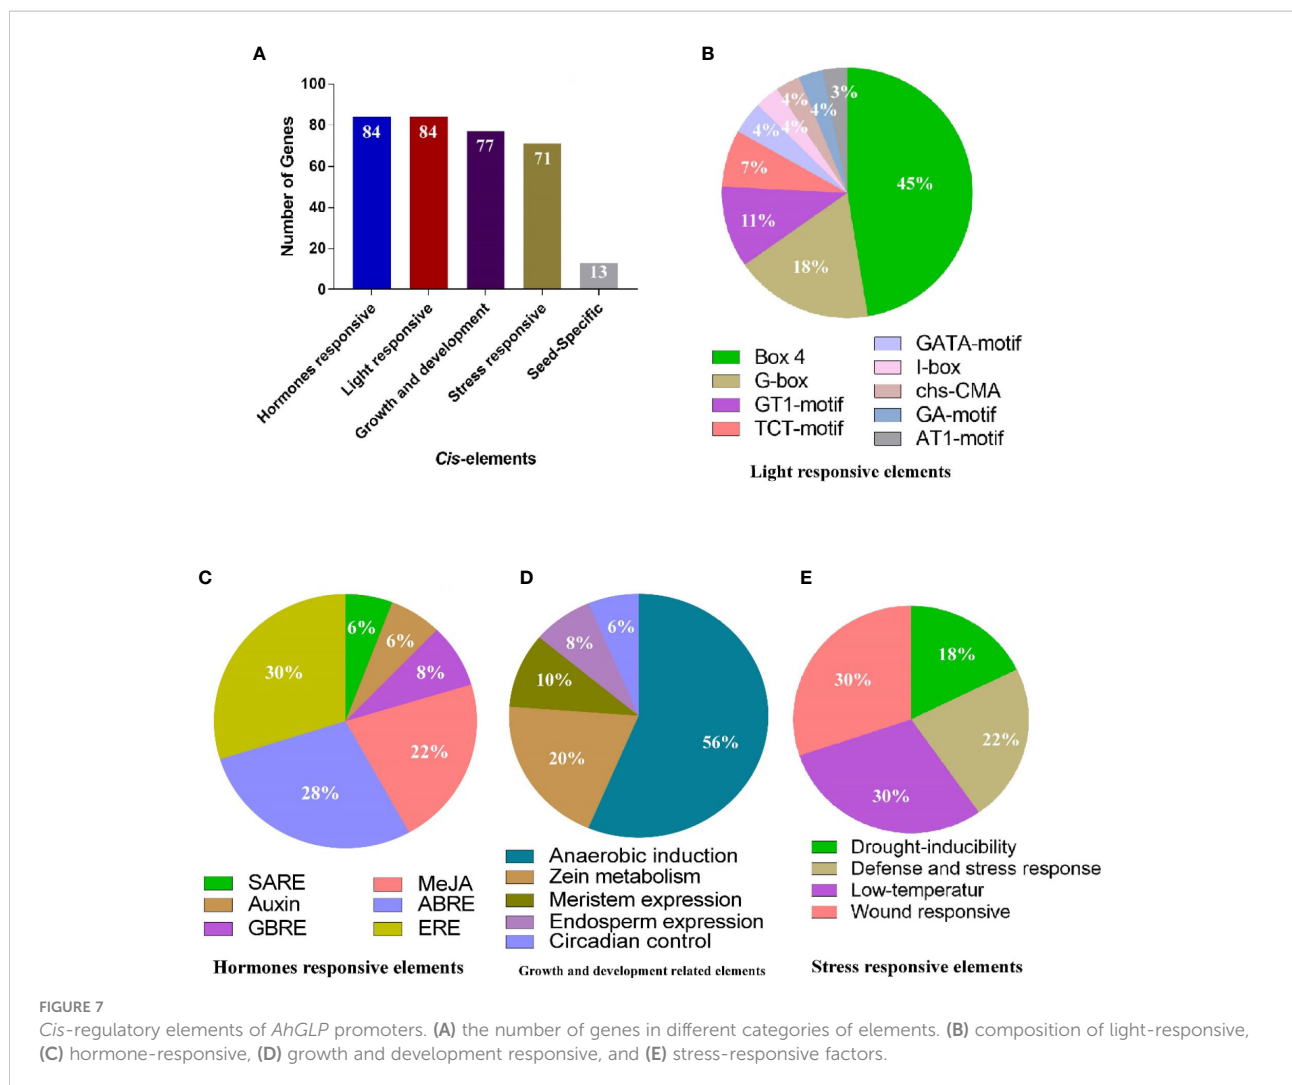 A
100
80
60
40
20
0
Number of Genes
84
84
77
71
13
Hormones responsive
Light responsive
Growth and development
Stress responsive
Seed-Specific
Cis-elements
B
45%
18%
11%
7%
4%
4%
4%
4%
3%
Box 4
G-box
GT1-motif
TCT-motif
GATA-motif
I-box
chs-CMA
GA-motif
AT1-motif
Light responsive elements
C
6%
6%
8%
22%
28%
30%
SARE
Auxin
GBRE
MeJA
ABRE
ERE
Hormones responsive elements
D
56%
20%
10%
8%
6%
Anaerobic induction
Zein metabolism
Meristem expression
Endosperm expression
Circadian control
Growth and development related elements
E
18%
22%
30%
30%
Drought-inducibility
Defense and stress response
Low-temperatur
Wound responsive
Stress responsive elements
FIGURE 7
Cis-regulatory elements of AhGLP promoters. (A) the number of genes in different categories of elements. (B) composition of light-responsive,
(C) hormone-responsive, (D) growth and development responsive, and (E) stress-responsive factors.